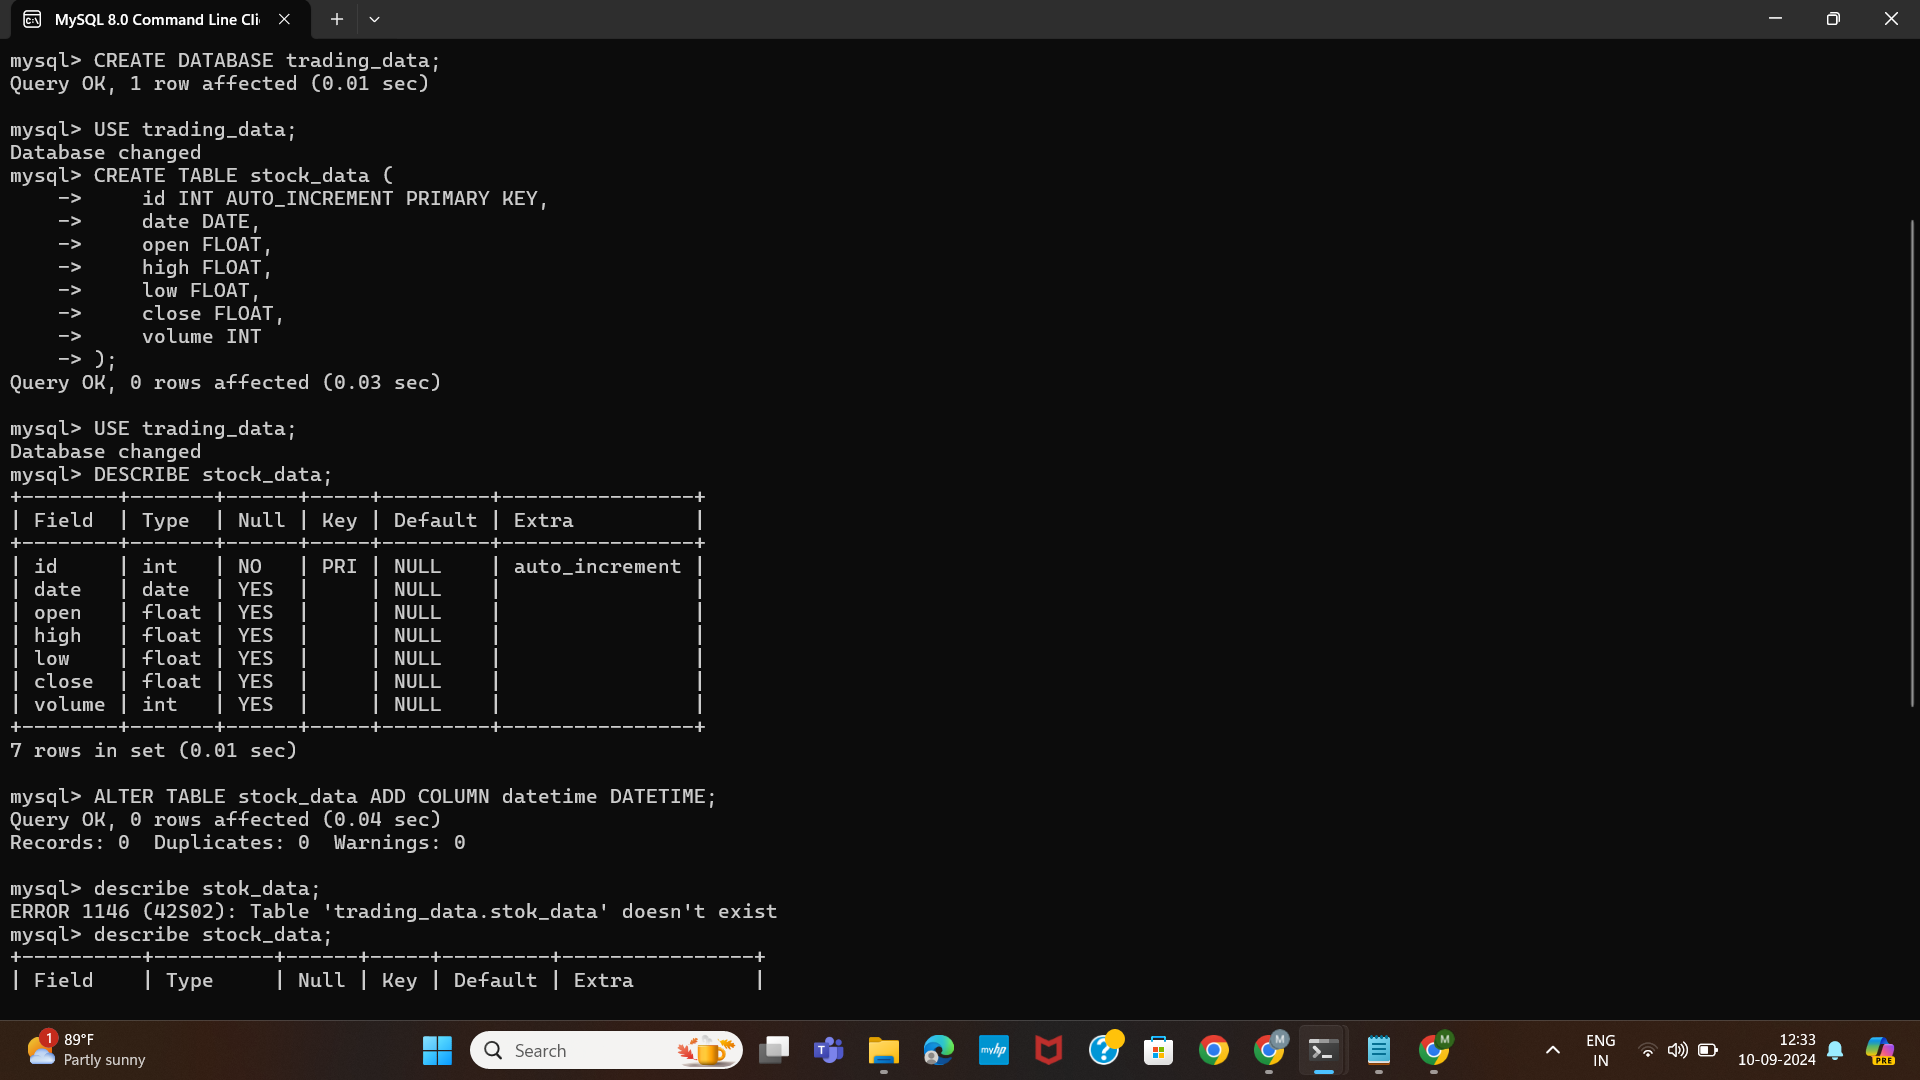 MySQL 8.0 Command Line Cli
mysql> CREATE DATABASE trading_data;
Query OK, 1 row affected (0.01 sec)
mysql> USE trading_data;
Database changed
mysql> CREATE TABLE stock_data (
    ->     id INT AUTO_INCREMENT PRIMARY KEY,
    ->     date DATE,
    ->     open FLOAT,
    ->     high FLOAT,
    ->     low FLOAT,
    ->     close FLOAT,
    ->     volume INT
    -> );
Query OK, 0 rows affected (0.03 sec)
mysql> USE trading_data;
Database changed
mysql> DESCRIBE stock_data;
+--------+-------+------+-----+---------+----------------+
| Field  | Type  | Null | Key | Default | Extra          |
+--------+-------+------+-----+---------+----------------+
| id     | int   | NO   | PRI | NULL    | auto_increment |
| date   | date  | YES  |     | NULL    |                |
| open   | float | YES  |     | NULL    |                |
| high   | float | YES  |     | NULL    |                |
| low    | float | YES  |     | NULL    |                |
| close  | float | YES  |     | NULL    |                |
| volume | int   | YES  |     | NULL    |                |
+--------+-------+------+-----+---------+----------------+
7 rows in set (0.01 sec)
mysql> ALTER TABLE stock_data ADD COLUMN datetime DATETIME;
Query OK, 0 rows affected (0.04 sec)
Records: 0  Duplicates: 0  Warnings: 0
mysql> describe stok_data;
ERROR 1146 (42S02): Table 'trading_data.stok_data' doesn't exist
mysql> describe stock_data;
+----------+----------+------+-----+---------+----------------+
| Field    | Type     | Null | Key | Default | Extra          |
1
89°F
Partly sunny
Search
T
myhp
?
M
M
ENG
IN
12:33
10-09-2024
PRE